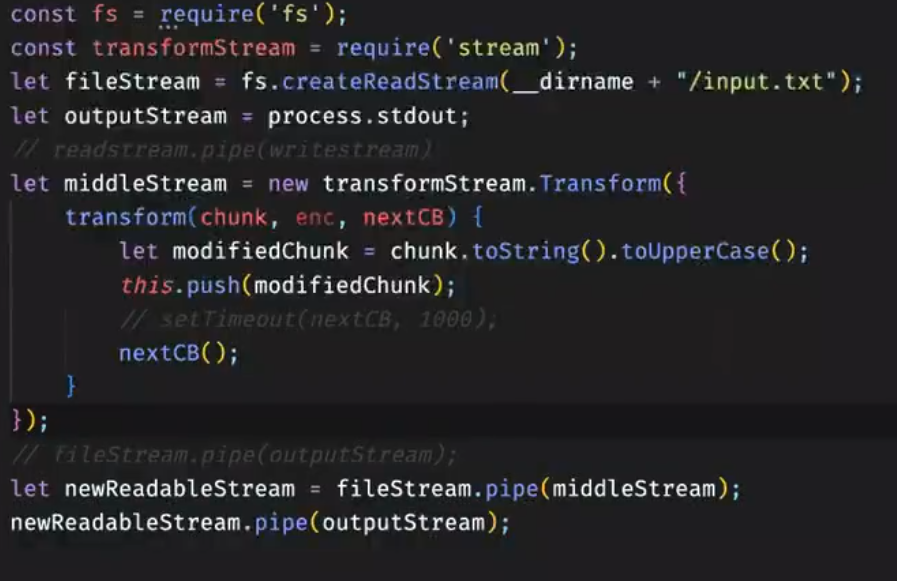 const fs = require('fs');
const transformStream = require('stream');
let fileStream = fs.createReadStream(__dirname + "/input.txt");
let outputStream = process.stdout;
// readstream.pipe(writestream)
let middleStream = new transformStream.Transform({
    transform(chunk, enc, nextCB) {
        let modifiedChunk = chunk.toString().toUpperCase();
        this.push(modifiedChunk);
        // setTimeout(nextCB, 1000);
        nextCB();
    }
});
// fileStream.pipe(outputStream);
let newReadableStream = fileStream.pipe(middleStream);
newReadableStream.pipe(outputStream);